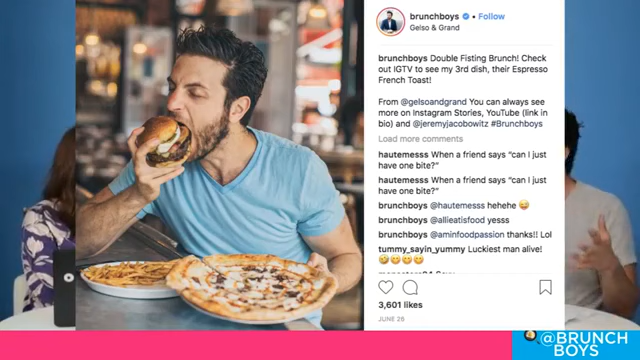 brunchboys • Follow
Gelso & Grand
brunchboys Double Fisting Brunch! Check
out IGTV to see my 3rd dish, their Espresso
French Toast!
From @gelsoandgrand You can always see
more on Instagram Stories, YouTube (link in
bio) and @jeremyjacobowitz #Brunchboys
Load more comments
hautemesss When a friend says “can I just
have one bite?”
hautemesss When a friend says “can I just
have one bite?”
brunchboys @hautemesss hehehe 😂
brunchboys @allieatisfood yesss
brunchboys @aminfoodpassion thanks!! Lol
tummy_sayin_yummy Luckiest man alive!
🤣😋😋😋
3,601 likes
JUNE 26
@BRUNCH
BOYS